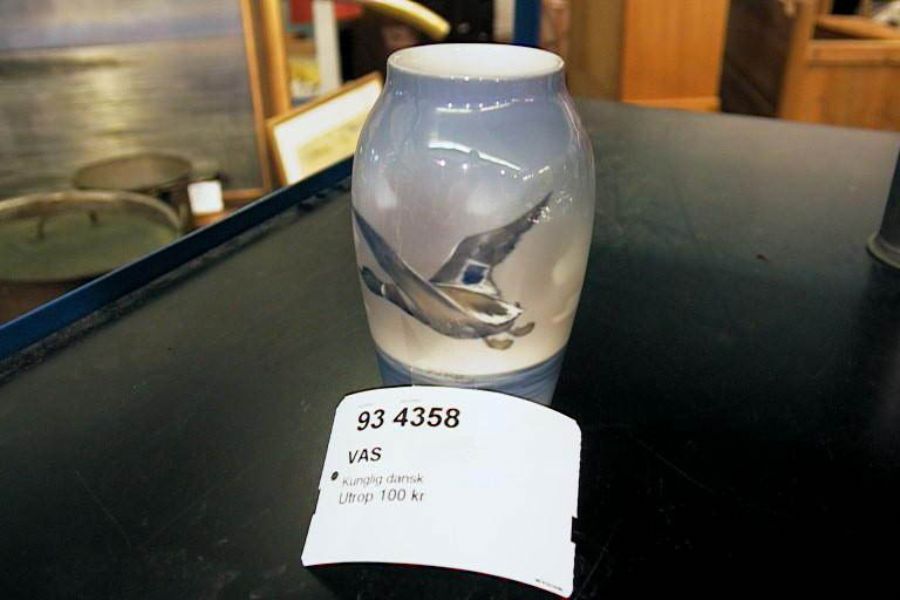 93 4358
VAS
Kunglig dansk
Utrop 100 kr